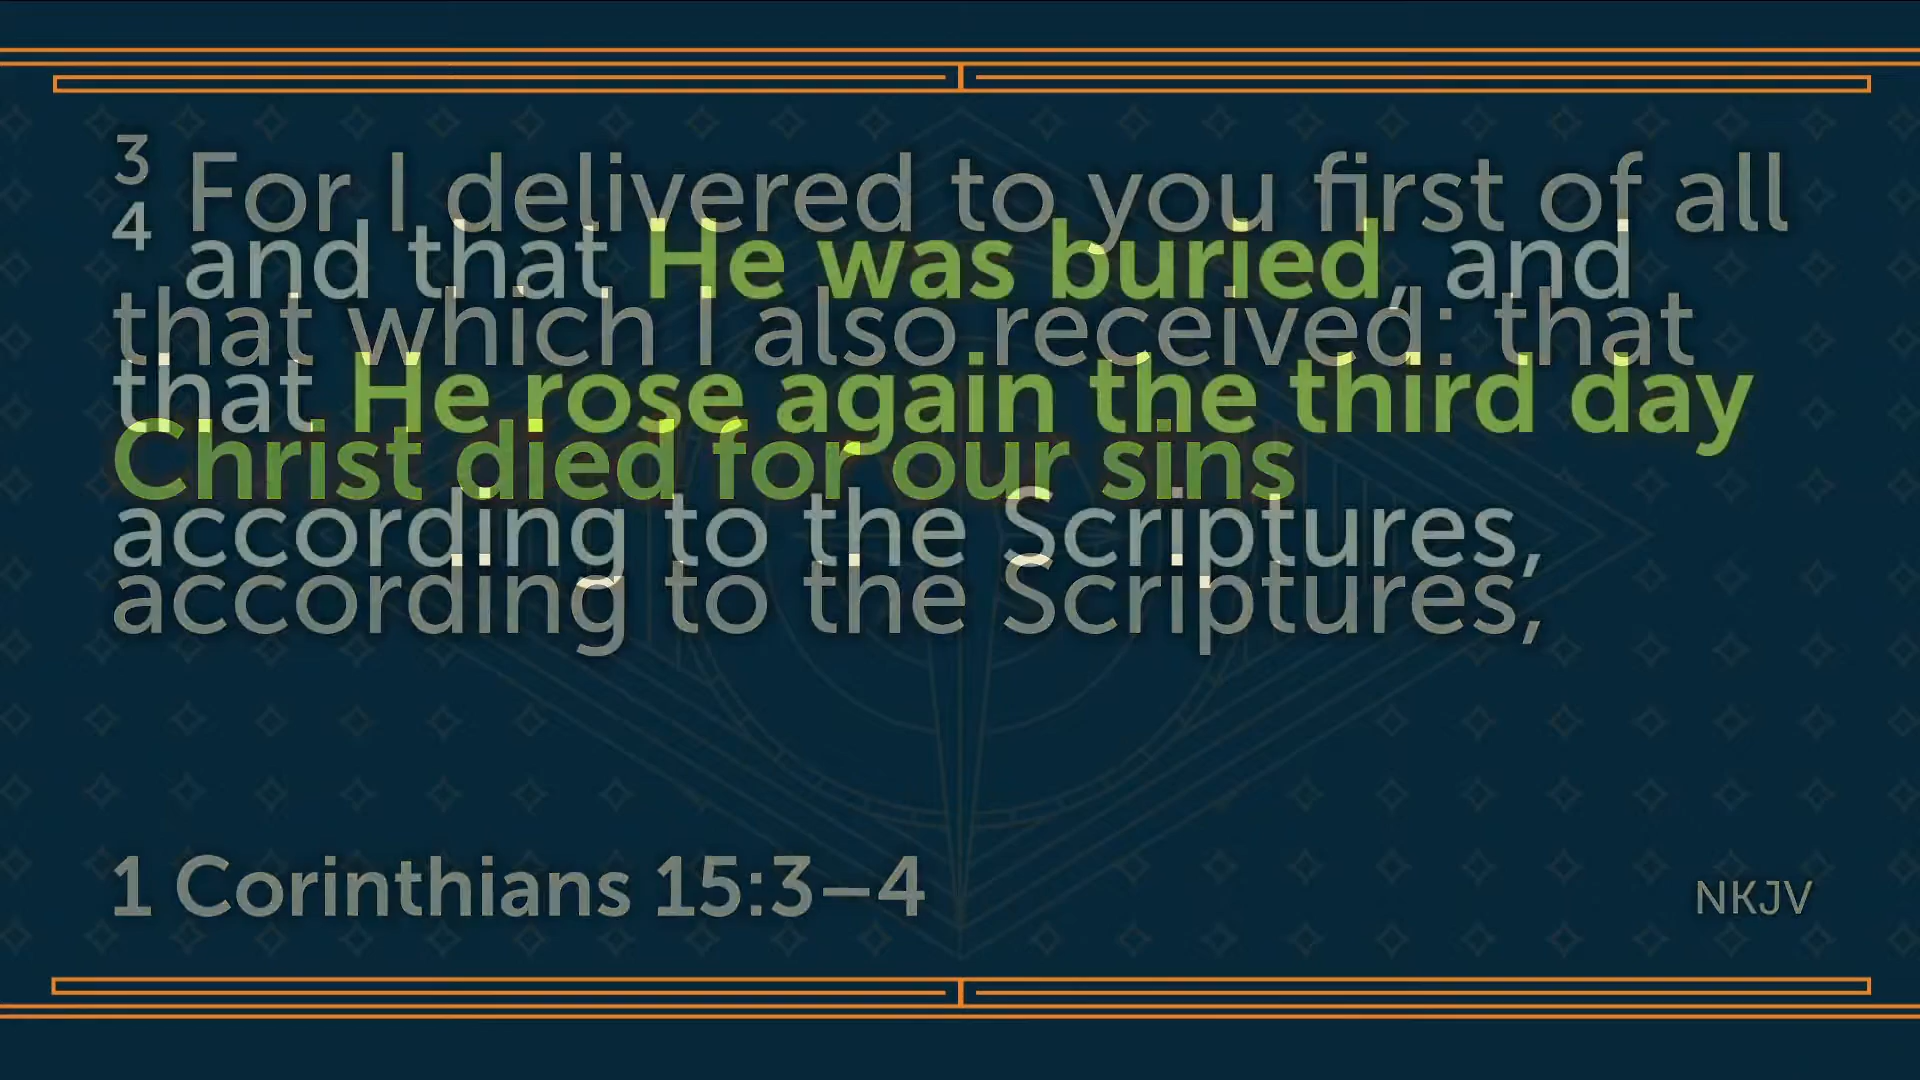 3 For I delivered to you first of all
that which I also received: that
Christ died for our sins
according to the Scriptures,
4 and that He was buried, and
that He rose again the third day
according to the Scriptures,
1 Corinthians 15:3–4
NKJV